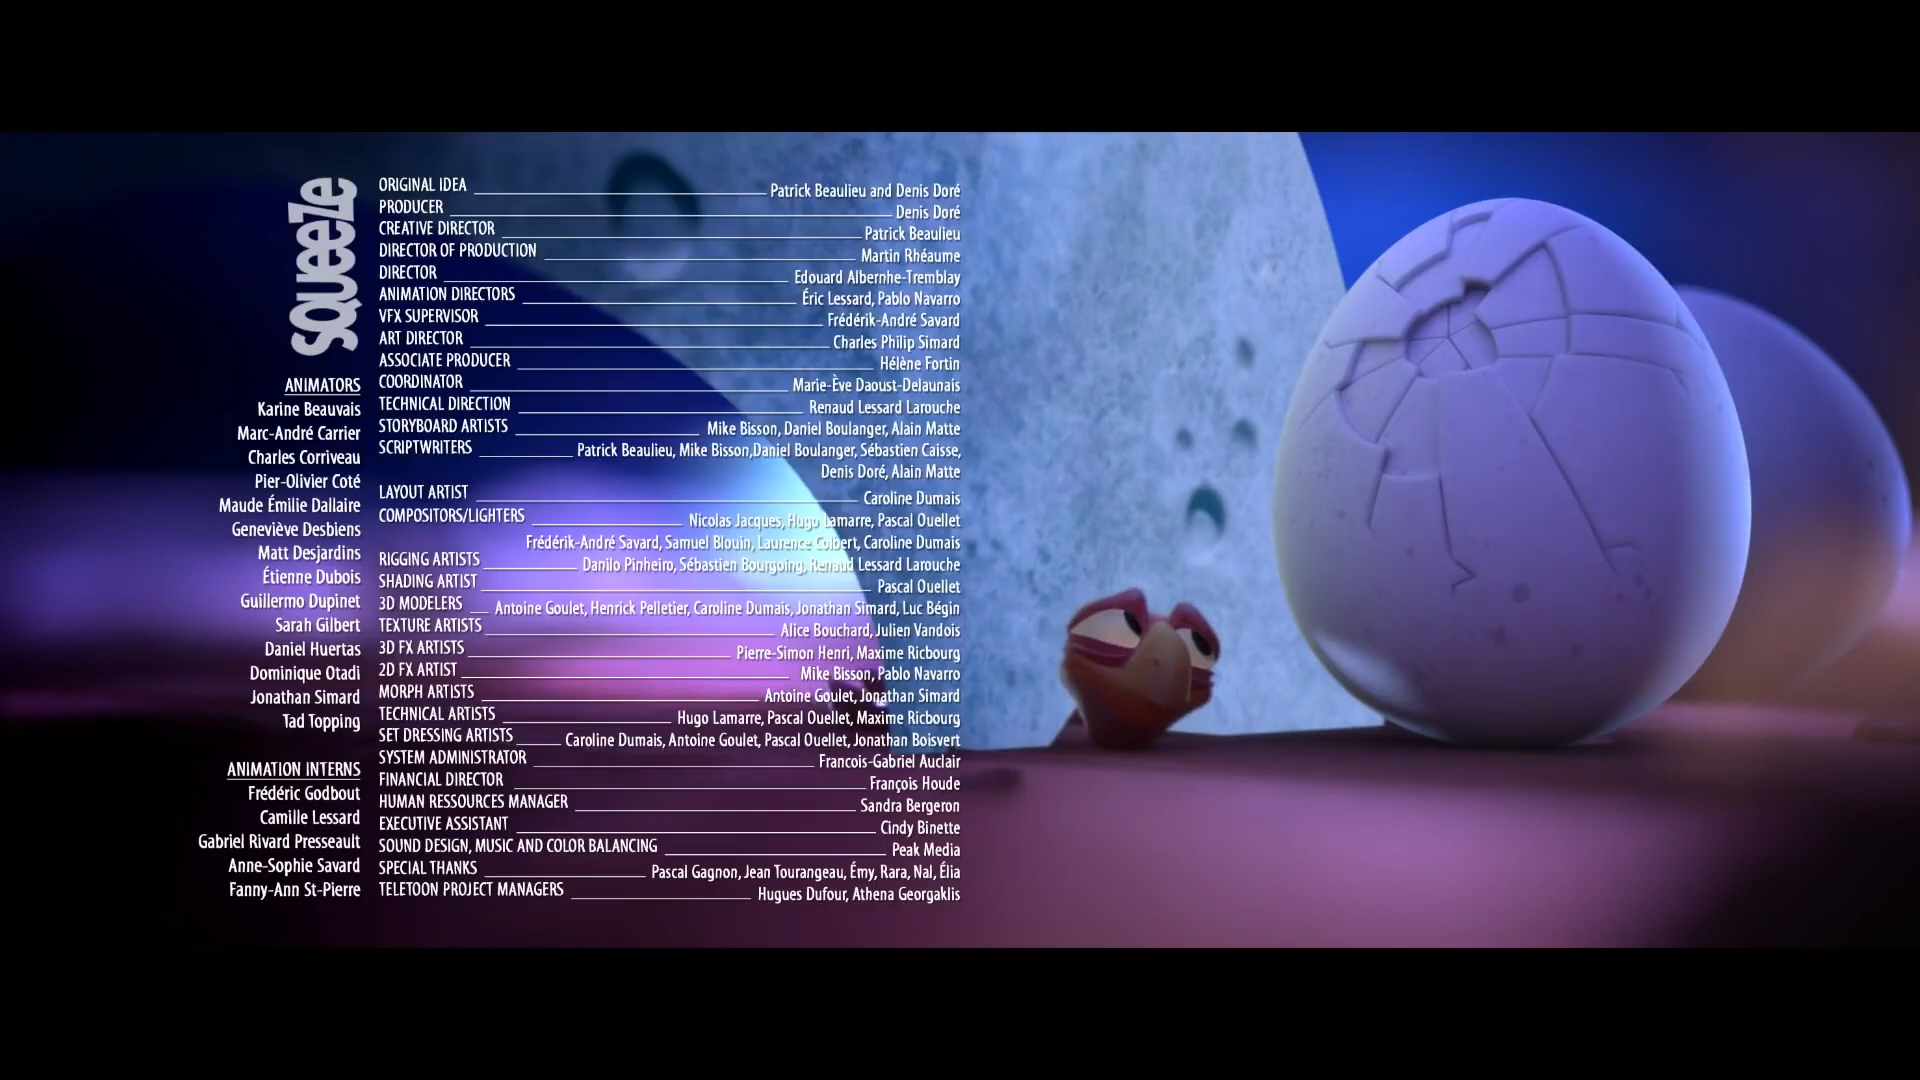 squeeze
ANIMATORS
Karine Beauvais
Marc-André Carrier
Charles Corriveau
Pier-Olivier Coté
Maude Émilie Dallaire
Geneviève Desbiens
Matt Desjardins
Étienne Dubois
Guillermo Dupinet
Sarah Gilbert
Daniel Huertas
Dominique Otadi
Jonathan Simard
Tad Topping
ANIMATION INTERNS
Frédéric Godbout
Camille Lessard
Gabriel Rivard Presseault
Anne-Sophie Savard
Fanny-Ann St-Pierre
ORIGINAL IDEA Patrick Beaulieu and Denis Doré
PRODUCER Denis Doré
CREATIVE DIRECTOR Patrick Beaulieu
DIRECTOR OF PRODUCTION Martin Rhéaume
DIRECTOR Edouard Albernhe-Tremblay
ANIMATION DIRECTORS Éric Lessard, Pablo Navarro
VFX SUPERVISOR Frédérik-André Savard
ART DIRECTOR Charles Philip Simard
ASSOCIATE PRODUCER Hélène Fortin
COORDINATOR Marie-Ève Daoust-Delaunais
TECHNICAL DIRECTION Renaud Lessard Larouche
STORYBOARD ARTISTS Mike Bisson, Daniel Boulanger, Alain Matte
SCRIPTWRITERS Patrick Beaulieu, Mike Bisson,Daniel Boulanger, Sébastien Caisse,
Denis Doré, Alain Matte
LAYOUT ARTIST Caroline Dumais
COMPOSITORS/LIGHTERS Nicolas Jacques, Hugo Lamarre, Pascal Ouellet
Frédérik-André Savard, Samuel Blouin, Laurence Colbert, Caroline Dumais
RIGGING ARTISTS Danilo Pinheiro, Sébastien Bourgoing, Renaud Lessard Larouche
SHADING ARTIST Pascal Ouellet
3D MODELERS Antoine Goulet, Henrick Pelletier, Caroline Dumais, Jonathan Simard, Luc Bégin
TEXTURE ARTISTS Alice Bouchard, Julien Vandois
3D FX ARTISTS Pierre-Simon Henri, Maxime Ricbourg
2D FX ARTIST Mike Bisson, Pablo Navarro
MORPH ARTISTS Antoine Goulet, Jonathan Simard
TECHNICAL ARTISTS Hugo Lamarre, Pascal Ouellet, Maxime Ricbourg
SET DRESSING ARTISTS Caroline Dumais, Antoine Goulet, Pascal Ouellet, Jonathan Boisvert
SYSTEM ADMINISTRATOR Francois-Gabriel Auclair
FINANCIAL DIRECTOR François Houde
HUMAN RESSOURCES MANAGER Sandra Bergeron
EXECUTIVE ASSISTANT Cindy Binette
SOUND DESIGN, MUSIC AND COLOR BALANCING Peak Media
SPECIAL THANKS Pascal Gagnon, Jean Tourangeau, Émy, Rara, Nal, Élia
TELETOON PROJECT MANAGERS Hugues Dufour, Athena Georgaklis